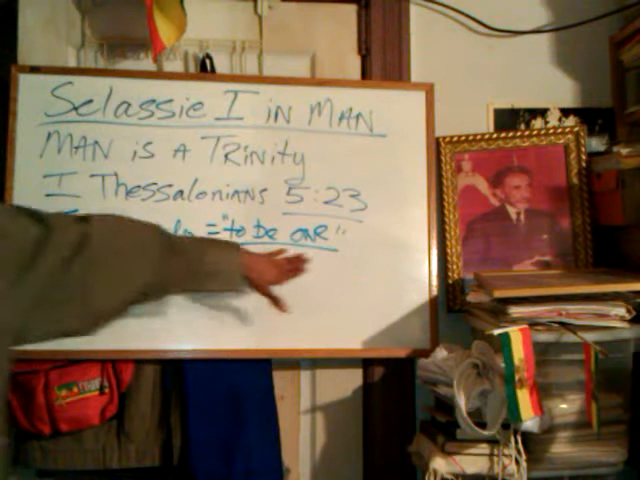 Selassie I in MAN
MAN is A TRinity
I Thessalonians 5:23
="to be one"